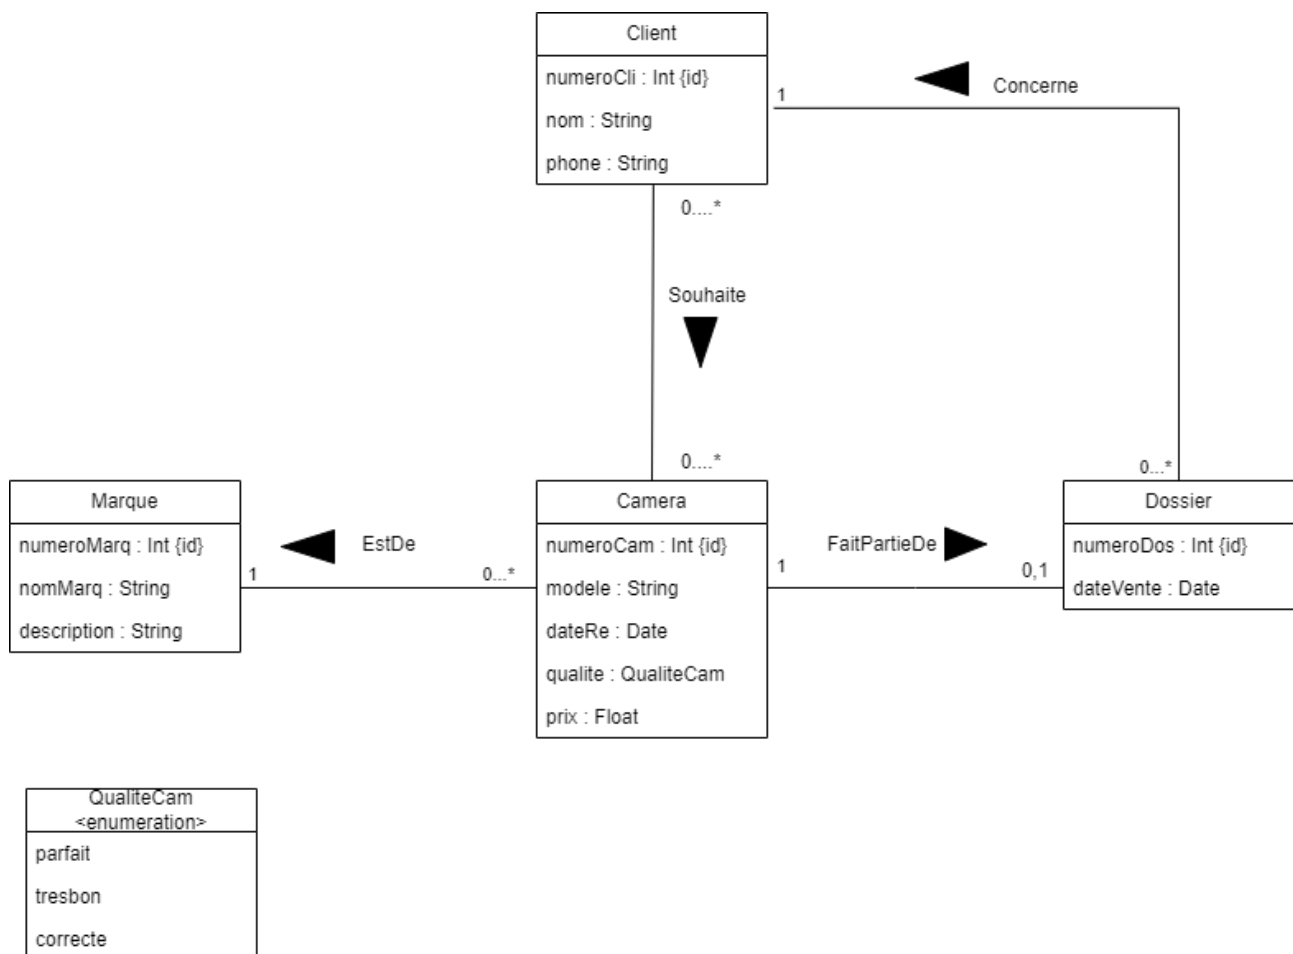 Client
numeroCli : Int {id}
nom : String
phone : String
1
Concerne
0....*
Souhaite
0....*
0...*
Marque
numeroMarq : Int {id}
nomMarq : String
description : String
EstDe
1
0...*
Camera
numeroCam : Int {id}
modele : String
dateRe : Date
qualite : QualiteCam
prix : Float
FaitPartieDe
1
0,1
Dossier
numeroDos : Int {id}
dateVente : Date
QualiteCam
<enumeration>
parfait
tresbon
correcte